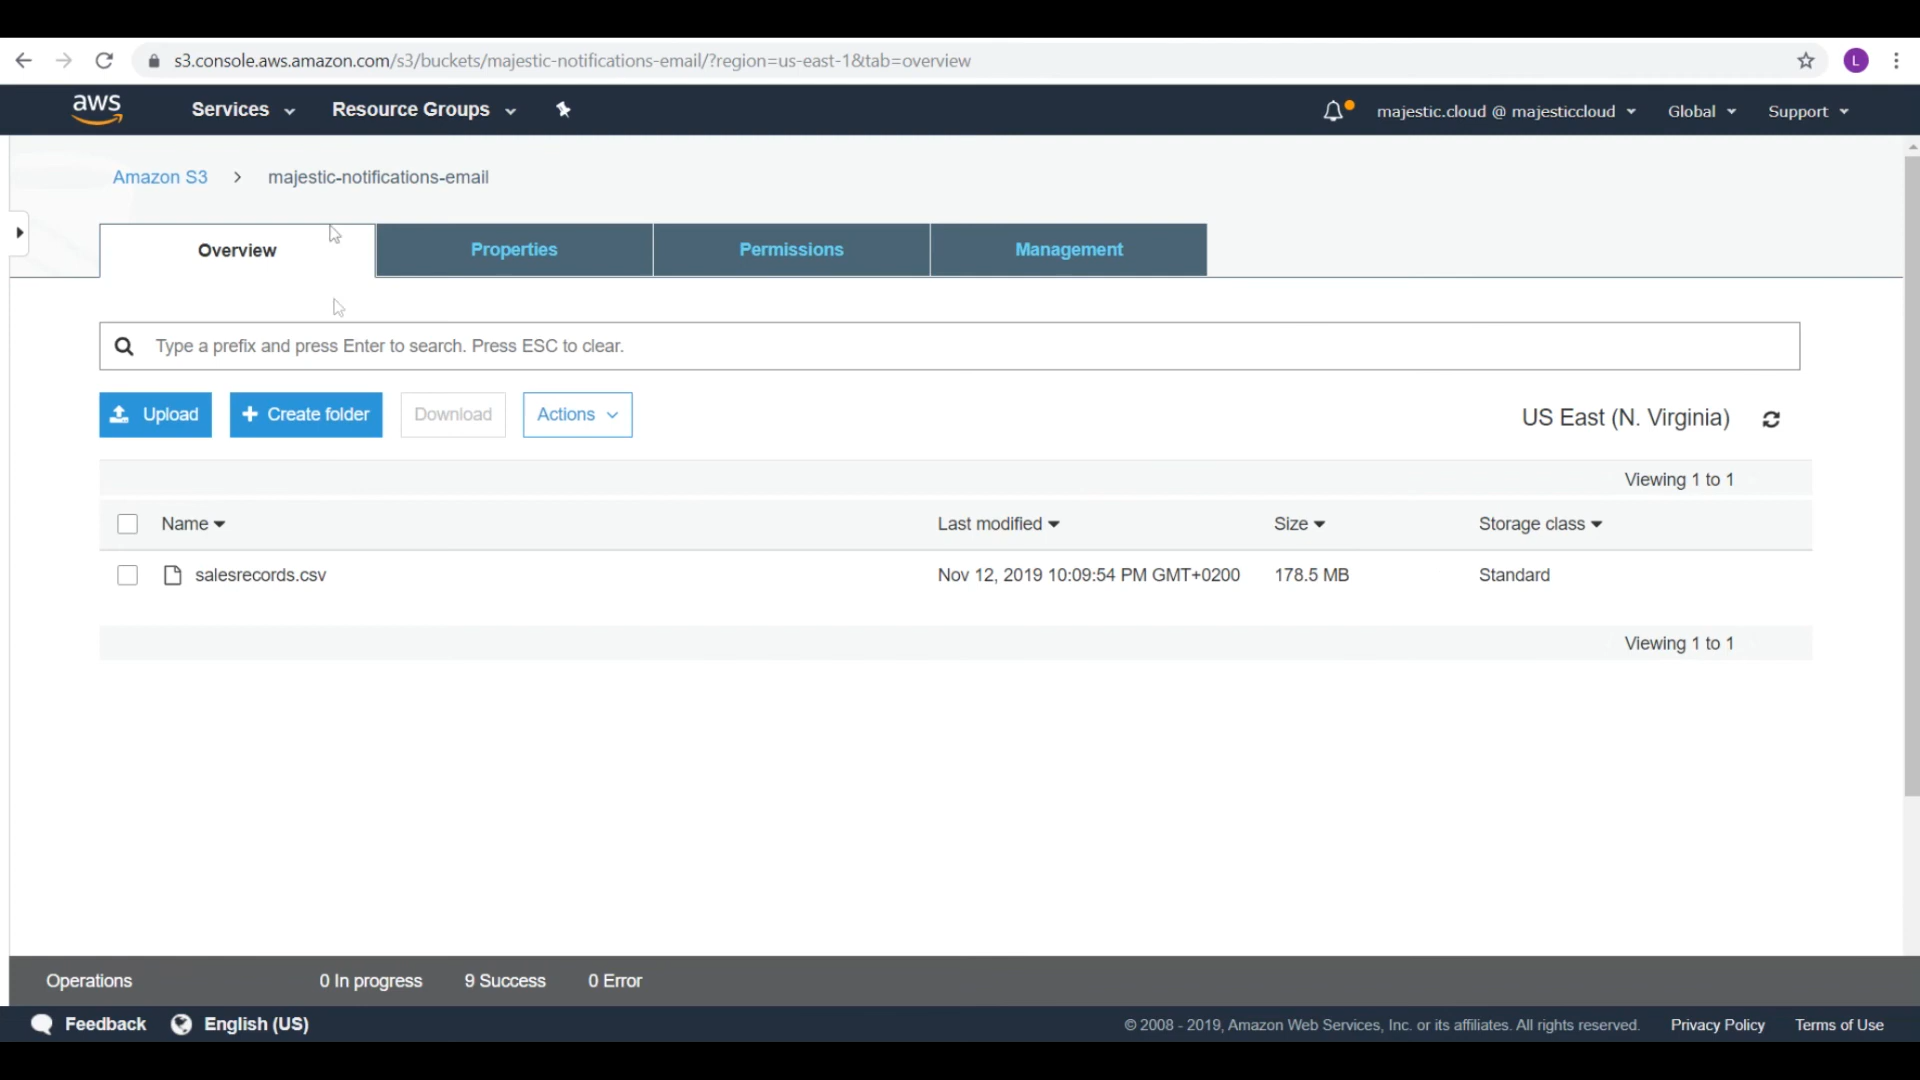 s3.console.aws.amazon.com/s3/buckets/majestic-notifications-email/?region=us-east-1&tab=overview
L
aws Services Resource Groups majestic.cloud @ majesticcloud Global Support
Amazon S3 > majestic-notifications-email
Overview Properties Permissions Management
Type a prefix and press Enter to search. Press ESC to clear.
Upload + Create folder Download Actions US East (N. Virginia)
Viewing 1 to 1
Name Last modified Size Storage class
salesrecords.csv Nov 12, 2019 10:09:54 PM GMT+0200 178.5 MB Standard
Viewing 1 to 1
Operations 0 In progress 9 Success 0 Error
Feedback English (US) © 2008 - 2019, Amazon Web Services, Inc. or its affiliates. All rights reserved. Privacy Policy Terms of Use